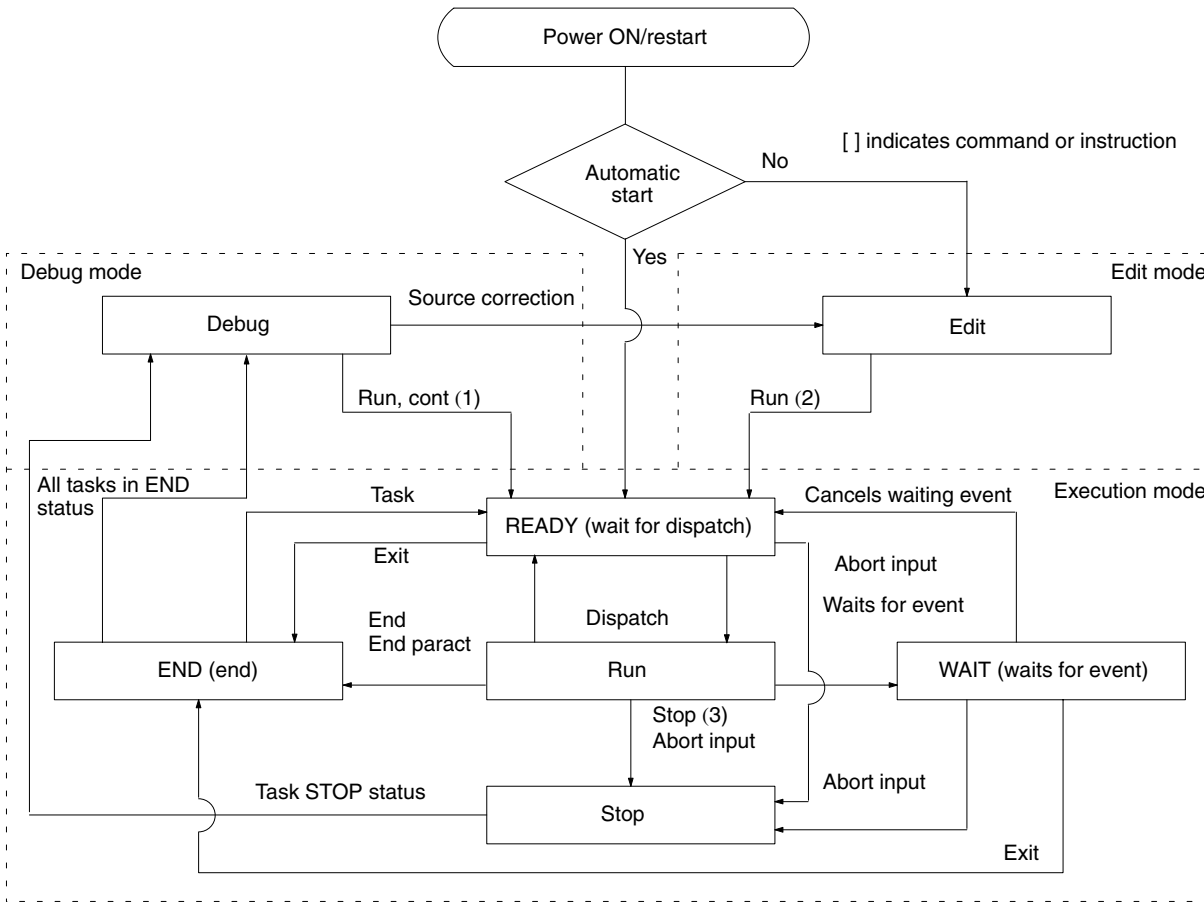 Power ON/restart
[ ] indicates command or instruction
No
Automatic
start
Yes
Debug mode
Edit mode
Source correction
Debug
Edit
Run, cont (1)
Run (2)
All tasks in END
status
Task
Cancels waiting event
Execution mode
READY (wait for dispatch)
Exit
Abort input
Waits for event
End
End paract
Dispatch
END (end)
Run
WAIT (waits for event)
Stop (3)
Abort input
Task STOP status
Abort input
Stop
Exit